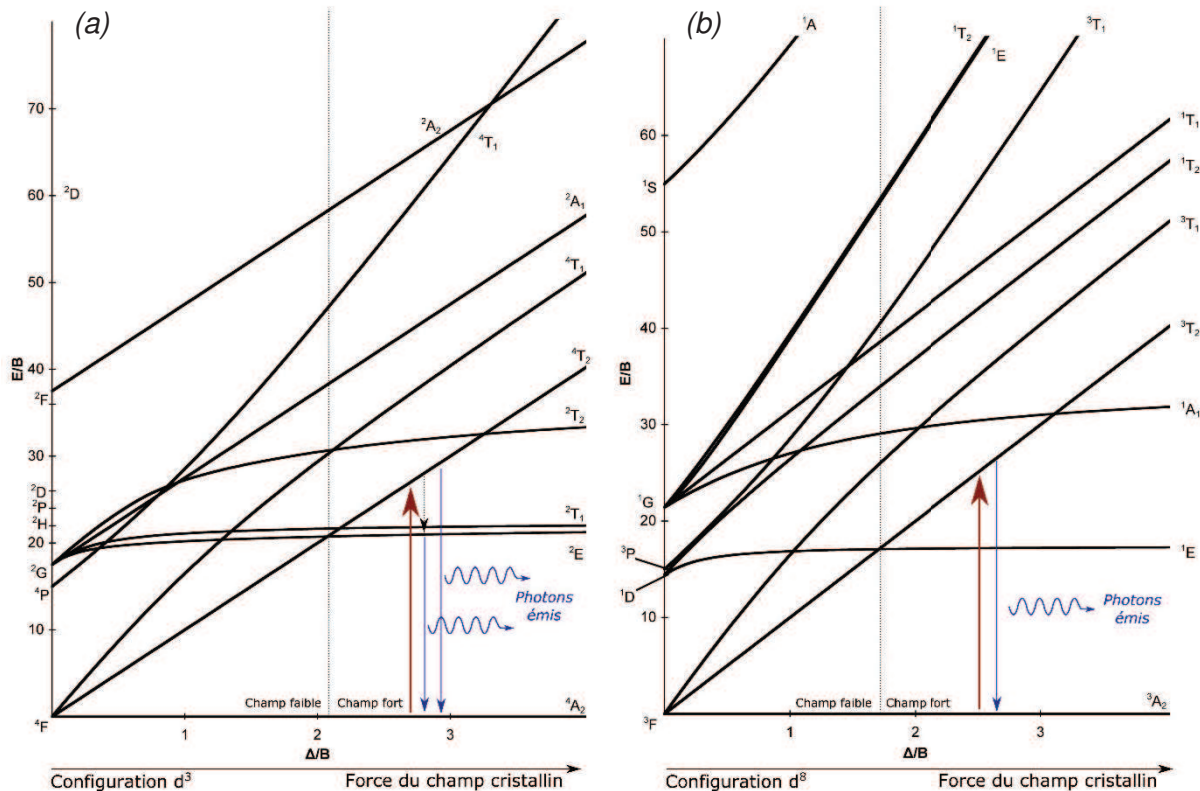 (a)
70
60
50
40
30
20
10
E/B
²D
²F
²D
²P
²H
²G
⁴P
⁴F
²A₂
⁴T₁
²A₁
⁴T₁
⁴T₂
²T₂
²T₁
²E
⁴A₂
Photons
émis
Champ faible
Champ fort
1
2
3
Δ/B
Configuration d³
Force du champ cristallin
(b)
60
50
40
30
20
10
E/B
¹S
¹G
³P
¹D
³F
¹A
¹T₂
¹E
³T₁
¹T₁
¹T₂
³T₁
³T₂
¹A₁
¹E
³A₂
Photons
émis
Champ faible
Champ fort
1
2
3
Δ/B
Configuration d⁸
Force du champ cristallin